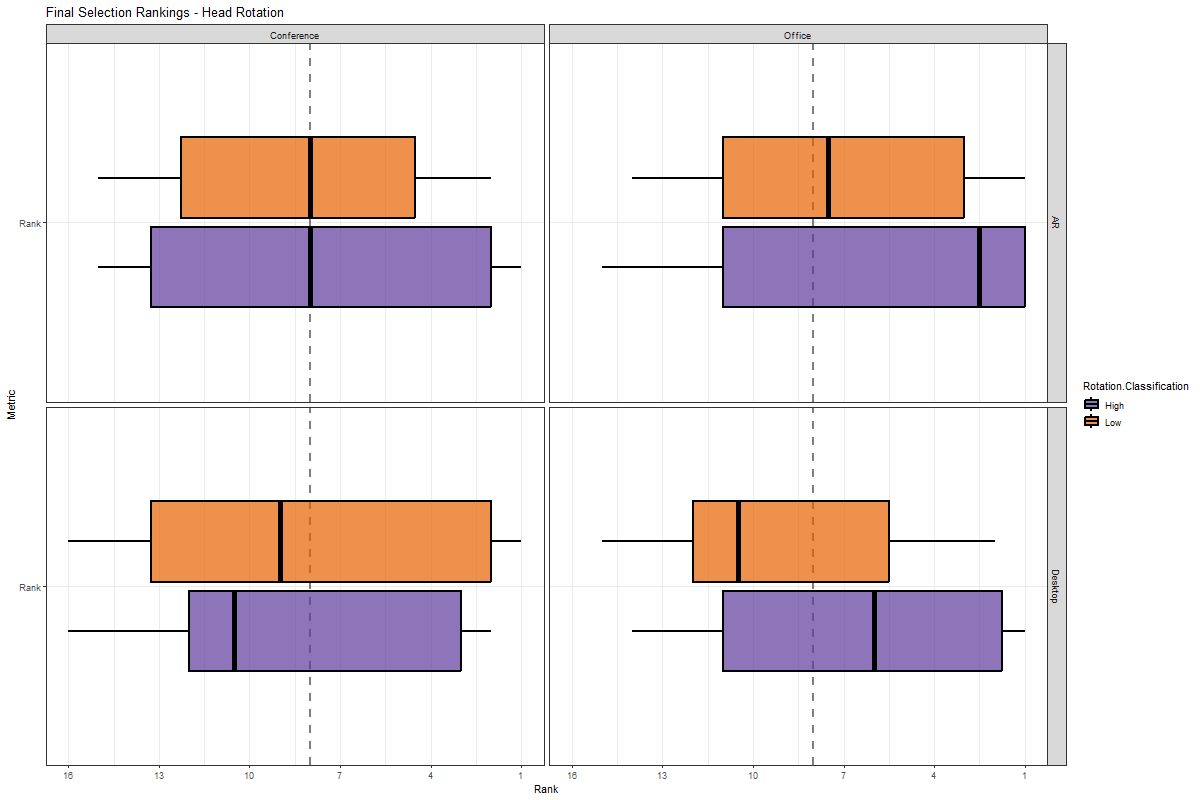 Final Selection Rankings - Head Rotation
Conference
Office
Rank
AR
Metric
Rotation.Classification
High
Low
Rank
Desktop
16 13 10 7 4 1
16 13 10 7 4 1
Rank